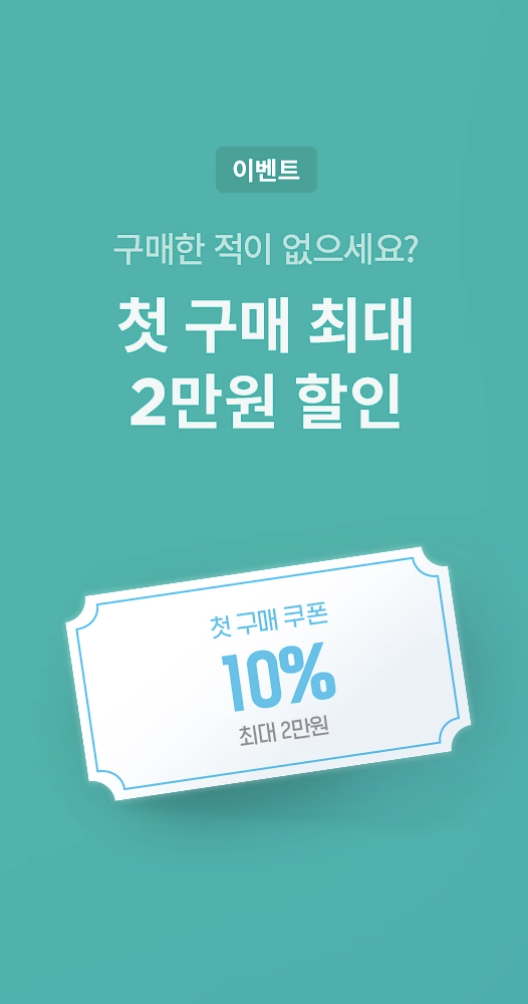 이벤트
구매한 적이 없으세요?
첫 구매 최대
2만원 할인
첫 구매 쿠폰
10%
최대 2만원